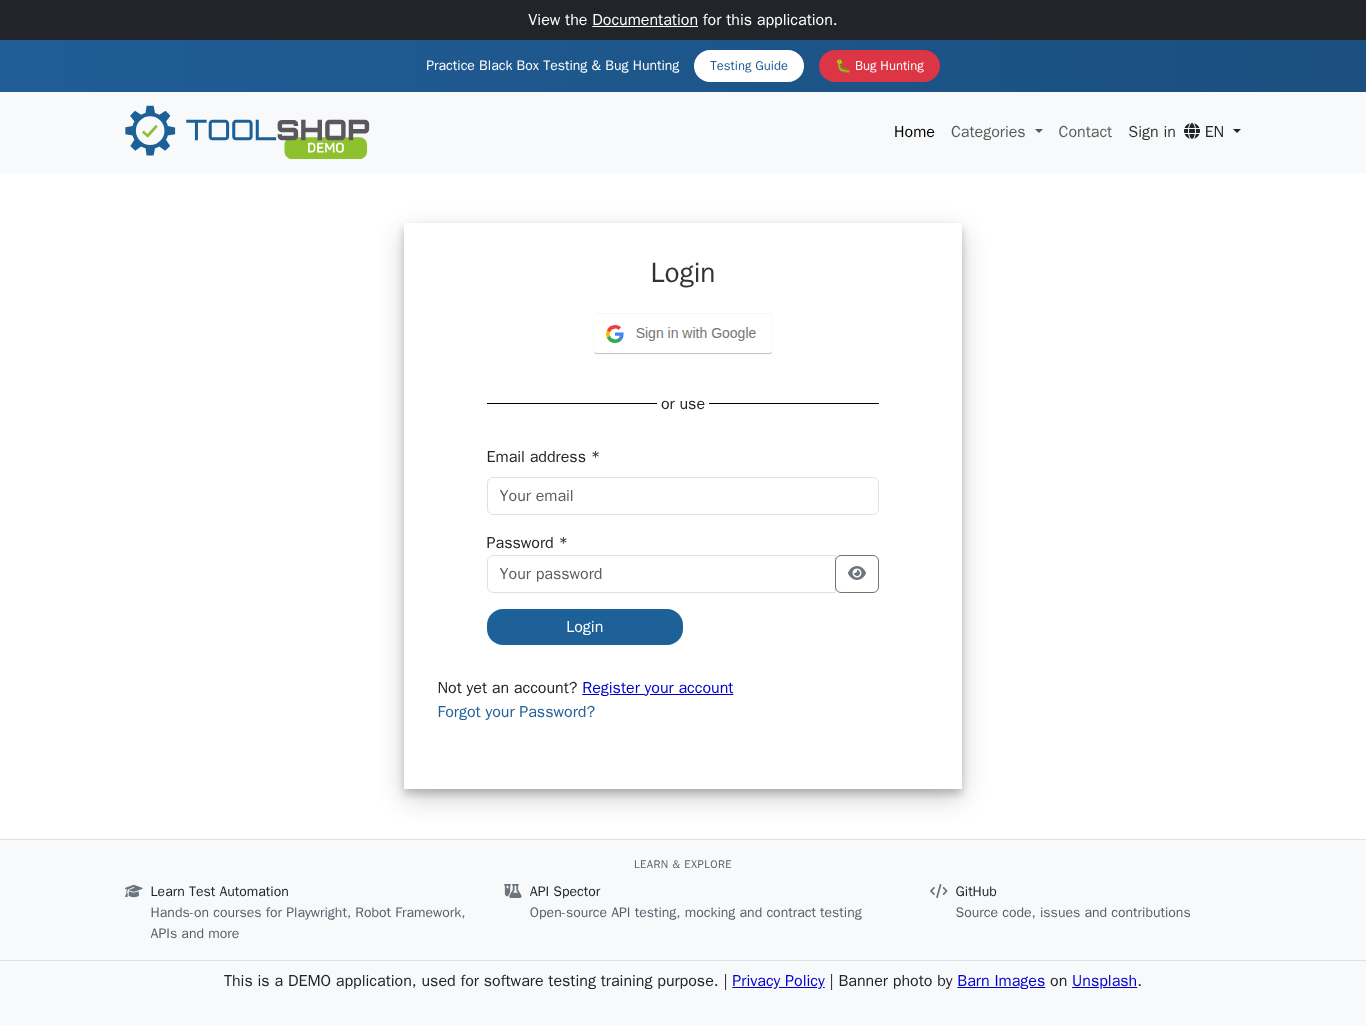 View the Documentation for this application.
Practice Black Box Testing & Bug Hunting
Testing Guide
Bug Hunting
TOOLSHOP
DEMO
Home
Categories
Contact
Sign in
EN
Login
Sign in with Google
or use
Email address *
Your email
Password *
Your password
Login
Not yet an account? Register your account
Forgot your Password?
LEARN & EXPLORE
Learn Test Automation
Hands-on courses for Playwright, Robot Framework,
APIs and more
API Spector
Open-source API testing, mocking and contract testing
GitHub
Source code, issues and contributions
This is a DEMO application, used for software testing training purpose. | Privacy Policy | Banner photo by Barn Images on Unsplash.